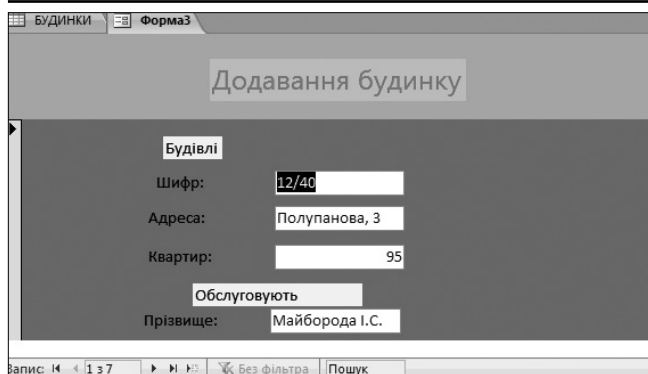 БУДИНКИ Форма3
Додавання будинку
Будівлі
Шифр: 12/40
Адреса: Полупанова, 3
Квартир: 95
Обслуговують
Прізвище: Майборода І.С.
Запис: 1 з 7 Без фільтра Пошук